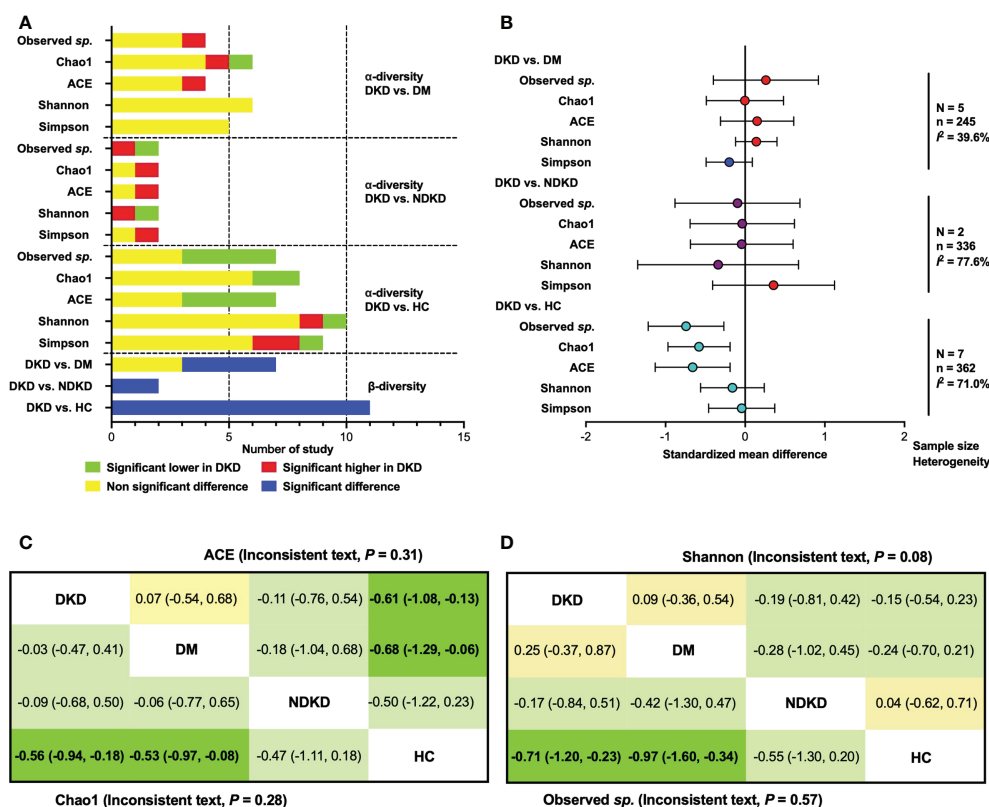 A
Observed sp.
Chao1
ACE
Shannon
Simpson
α-diversity
DKD vs. DM
Observed sp.
Chao1
ACE
Shannon
Simpson
α-diversity
DKD vs. NDKD
Observed sp.
Chao1
ACE
Shannon
Simpson
α-diversity
DKD vs. HC
DKD vs. DM
DKD vs. NDKD
DKD vs. HC
β-diversity
0 5 10 15
Number of study
Significant lower in DKD Significant higher in DKD
Non significant difference Significant difference
B
DKD vs. DM
Observed sp.
Chao1
ACE
Shannon
Simpson
N = 5
n = 245
I² = 39.6%
DKD vs. NDKD
Observed sp.
Chao1
ACE
Shannon
Simpson
N = 2
n = 336
I² = 77.6%
DKD vs. HC
Observed sp.
Chao1
ACE
Shannon
Simpson
N = 7
n = 362
I² = 71.0%
-2 -1 0 1 2
Standardized mean difference
Sample size
Heterogeneity
C
ACE (Inconsistent text, P = 0.31)
DKD 0.07 (-0.54, 0.68) -0.11 (-0.76, 0.54) -0.61 (-1.08, -0.13)
-0.03 (-0.47, 0.41) DM -0.18 (-1.04, 0.68) -0.68 (-1.29, -0.06)
-0.09 (-0.68, 0.50) -0.06 (-0.77, 0.65) NDKD -0.50 (-1.22, 0.23)
-0.56 (-0.94, -0.18) -0.53 (-0.97, -0.08) -0.47 (-1.11, 0.18) HC
Chao1 (Inconsistent text, P = 0.28)
D
Shannon (Inconsistent text, P = 0.08)
DKD 0.09 (-0.36, 0.54) -0.19 (-0.81, 0.42) -0.15 (-0.54, 0.23)
0.25 (-0.37, 0.87) DM -0.28 (-1.02, 0.45) -0.24 (-0.70, 0.21)
-0.17 (-0.84, 0.51) -0.42 (-1.30, 0.47) NDKD 0.04 (-0.62, 0.71)
-0.71 (-1.20, -0.23) -0.97 (-1.60, -0.34) -0.55 (-1.30, 0.20) HC
Observed sp. (Inconsistent text, P = 0.57)